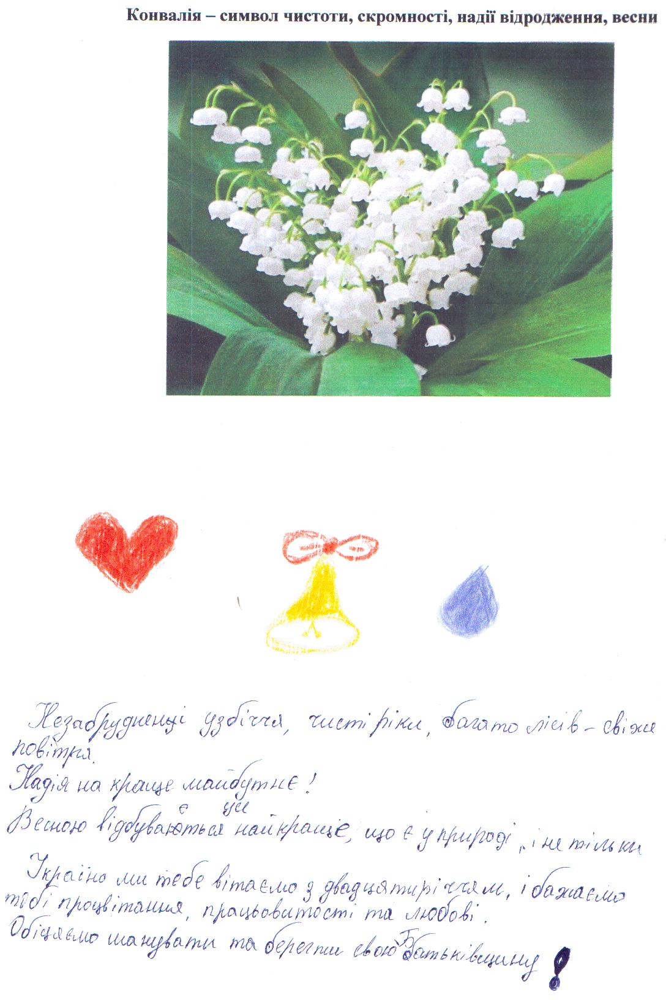 Конвалія – символ чистоти, скромності, надії відродження, весни
Незабрудненці узбіччя, чисті ріки, багато лісів – свіже
повітря.
Надія на краще майбутнє!
Весною відбуваються найкраще, що є у природі, і не тільки
Україно ми тебе вітаємо з двадцятиріччям, і бажаємо
тобі процвітання, працьовитості та любові.
Обіцяємо шанувати та берегти свою Батьківщину!